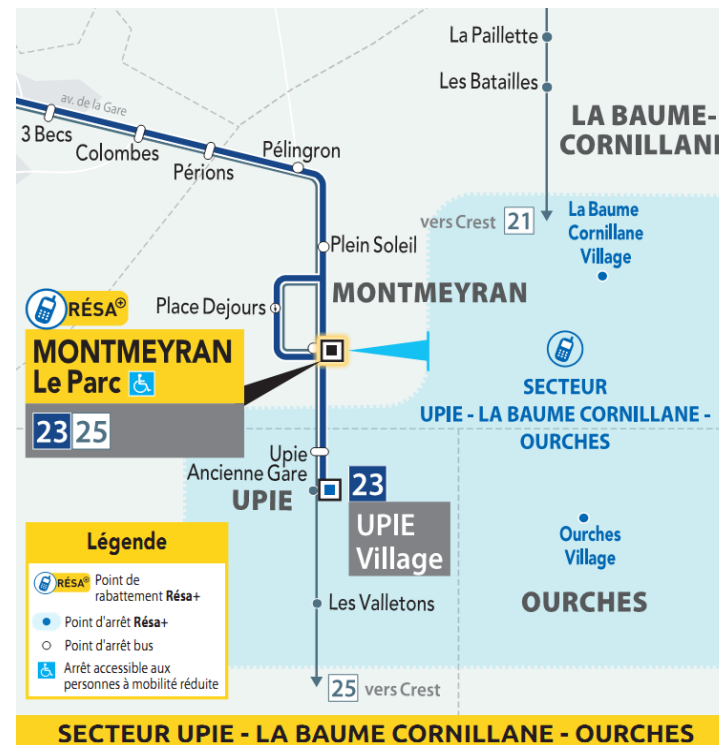 La Paillette
Les Batailles
LA BAUME-
CORNILLANE
av. de la Gare
3 Becs
Colombes
Périons
Pélingron
vers Crest 21
La Baume
Cornillane
Village
Plein Soleil
MONTMEYRAN
Place Dejours
RÉSA+
MONTMEYRAN
Le Parc
23 25
SECTEUR
UPIE - LA BAUME CORNILLANE -
OURCHES
Upie
Ancienne Gare
UPIE
23
UPIE
Village
Ourches
Village
OURCHES
Les Valletons
25 vers Crest
Légende
RÉSA+ Point de
rabattement Résa+
Point d'arrêt Résa+
Point d'arrêt bus
Arrêt accessible aux
personnes à mobilité réduite
SECTEUR UPIE - LA BAUME CORNILLANE - OURCHES